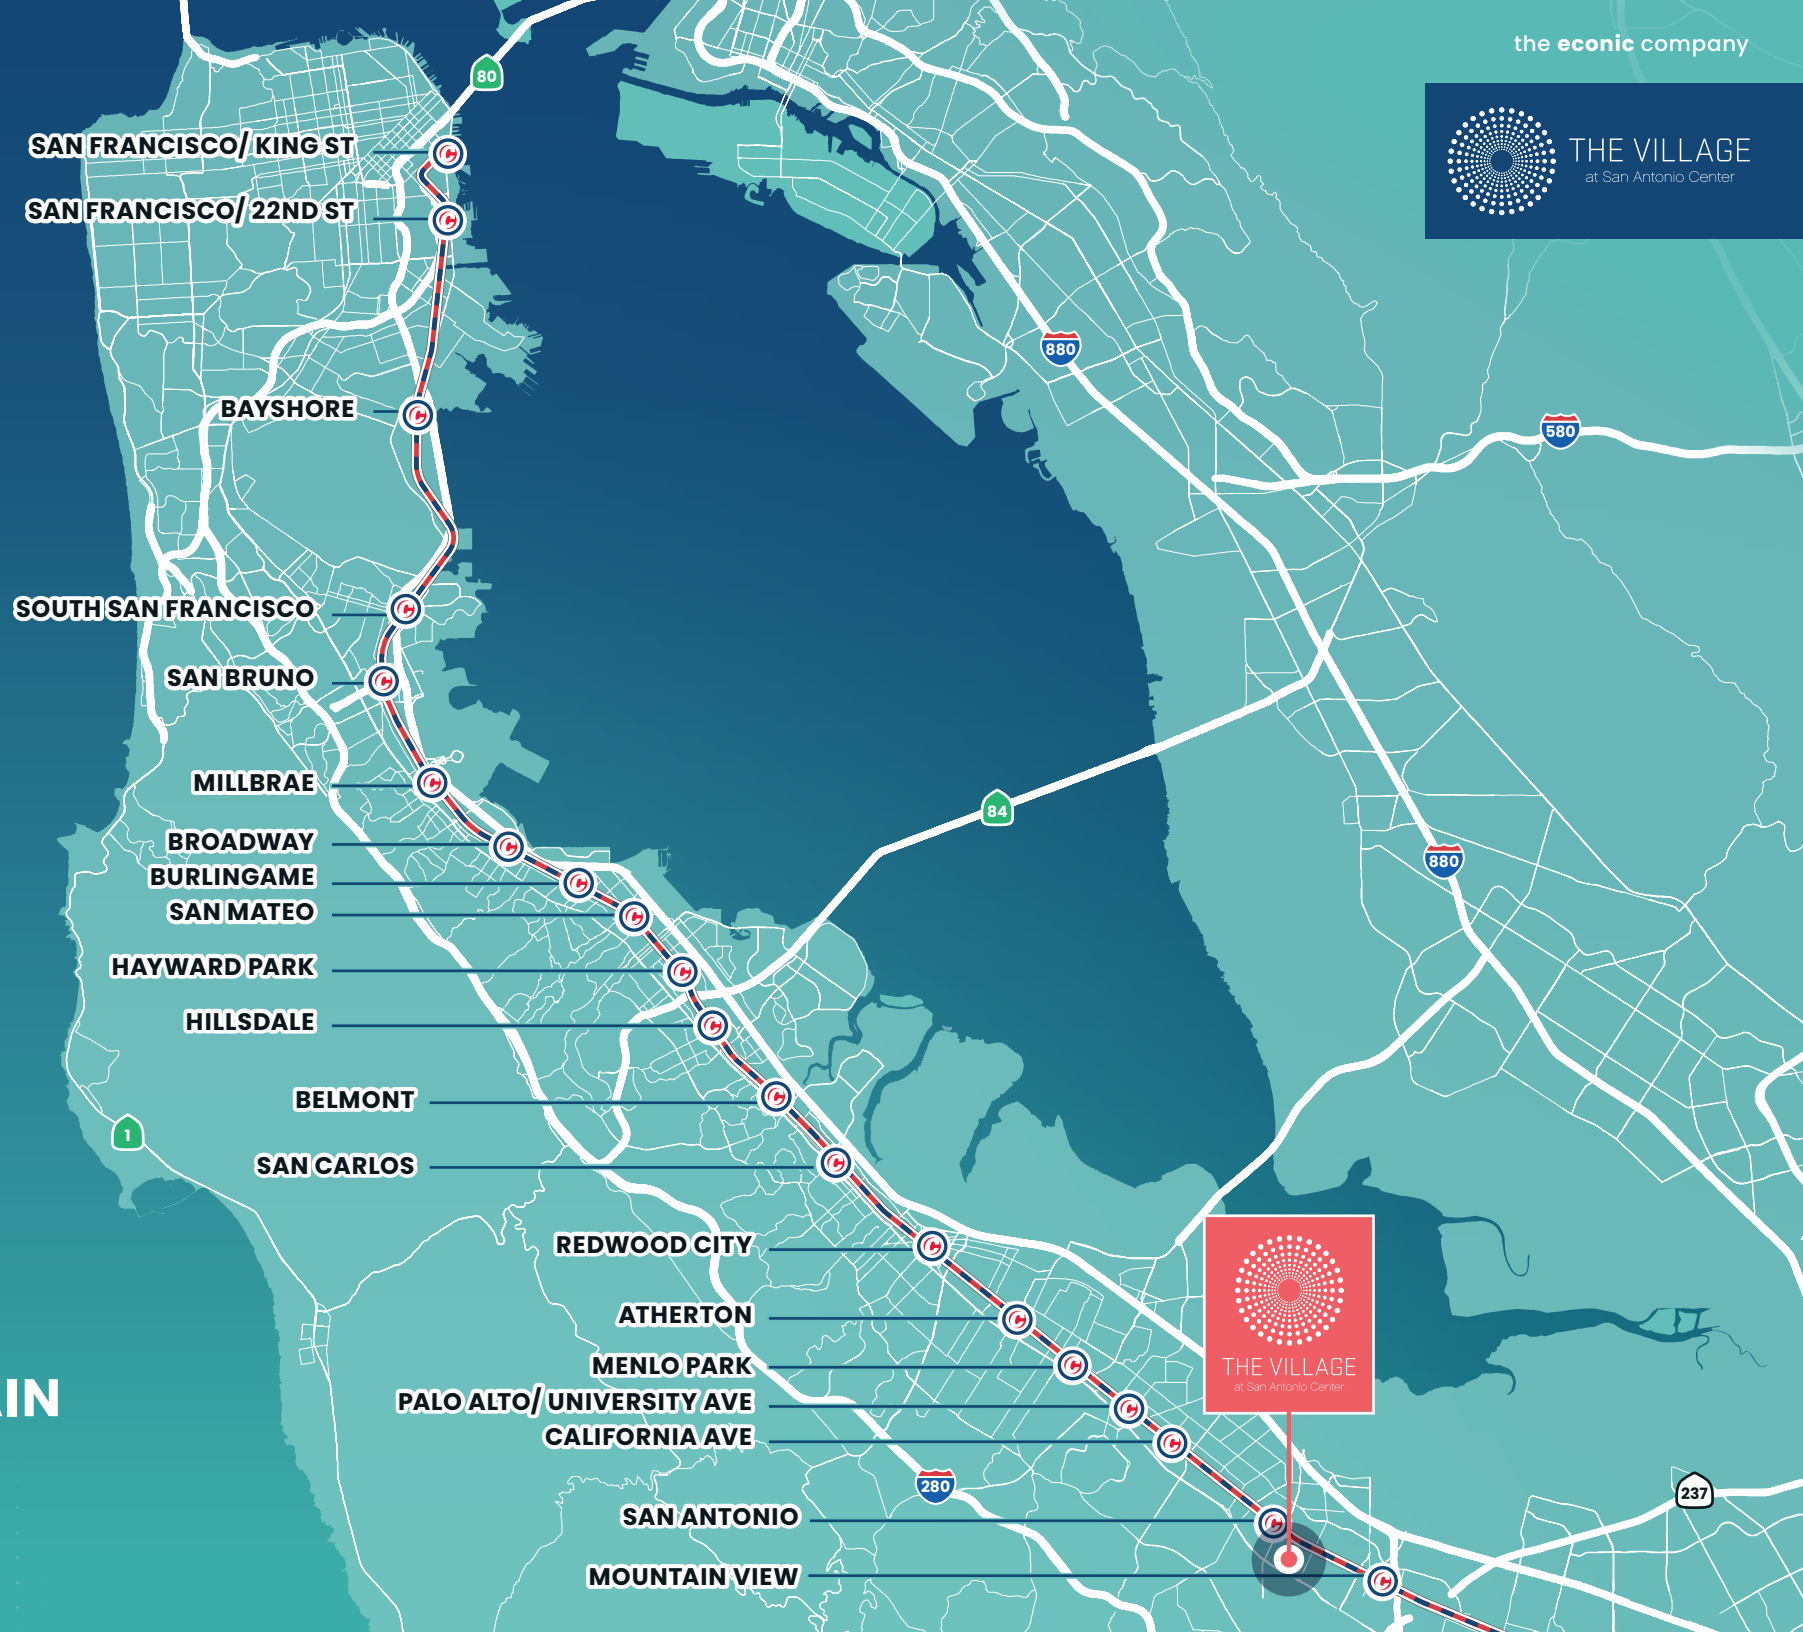 the econic company
THE VILLAGE
at San Antonio Center
80
SAN FRANCISCO/ KING ST
SAN FRANCISCO/ 22ND ST
880
BAYSHORE
580
SOUTH SAN FRANCISCO
SAN BRUNO
MILLBRAE
84
BROADWAY
880
BURLINGAME
SAN MATEO
HAYWARD PARK
HILLSDALE
BELMONT
1
SAN CARLOS
REDWOOD CITY
ATHERTON
THE VILLAGE
at San Antonio Center
MENLO PARK
PALO ALTO/ UNIVERSITY AVE
CALIFORNIA AVE
280
237
SAN ANTONIO
MOUNTAIN VIEW